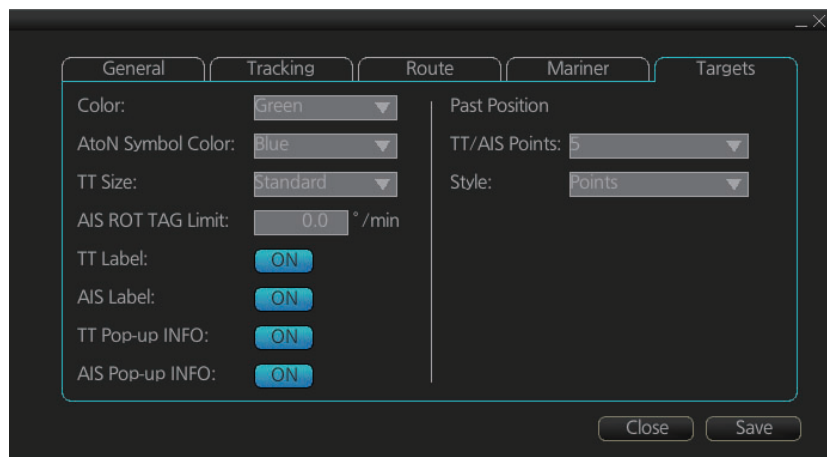 General Tracking Route Mariner Targets
Color: Green
AtoN Symbol Color: Blue
TT Size: Standard
AIS ROT TAG Limit: 0.0 °/min
TT Label: ON
AIS Label: ON
TT Pop-up INFO: ON
AIS Pop-up INFO: ON
Past Position
TT/AIS Points: 5
Style: Points
Close Save